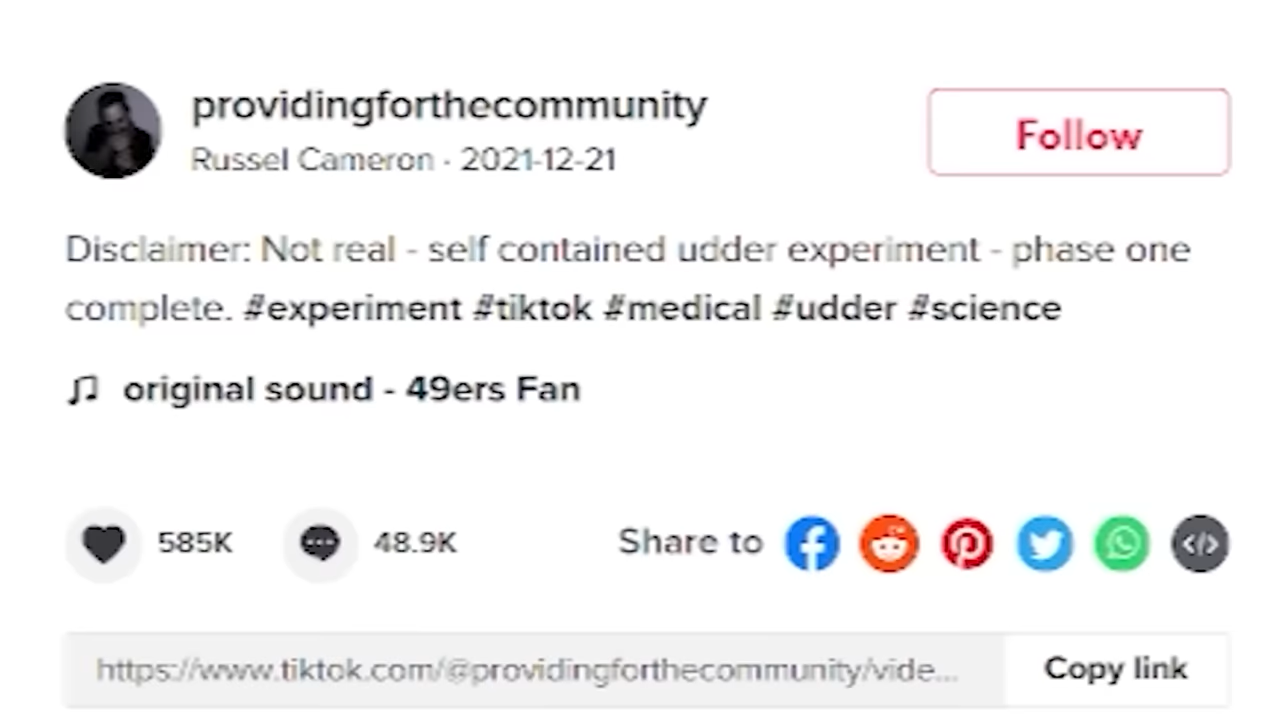 providingforthecommunity
Follow
Russel Cameron · 2021-12-21
Disclaimer: Not real - self contained udder experiment - phase one
complete. #experiment #tiktok #medical #udder #science
original sound - 49ers Fan
585K 48.9K Share to
https://www.tiktok.com/@providingforthecommunity/vide... Copy link